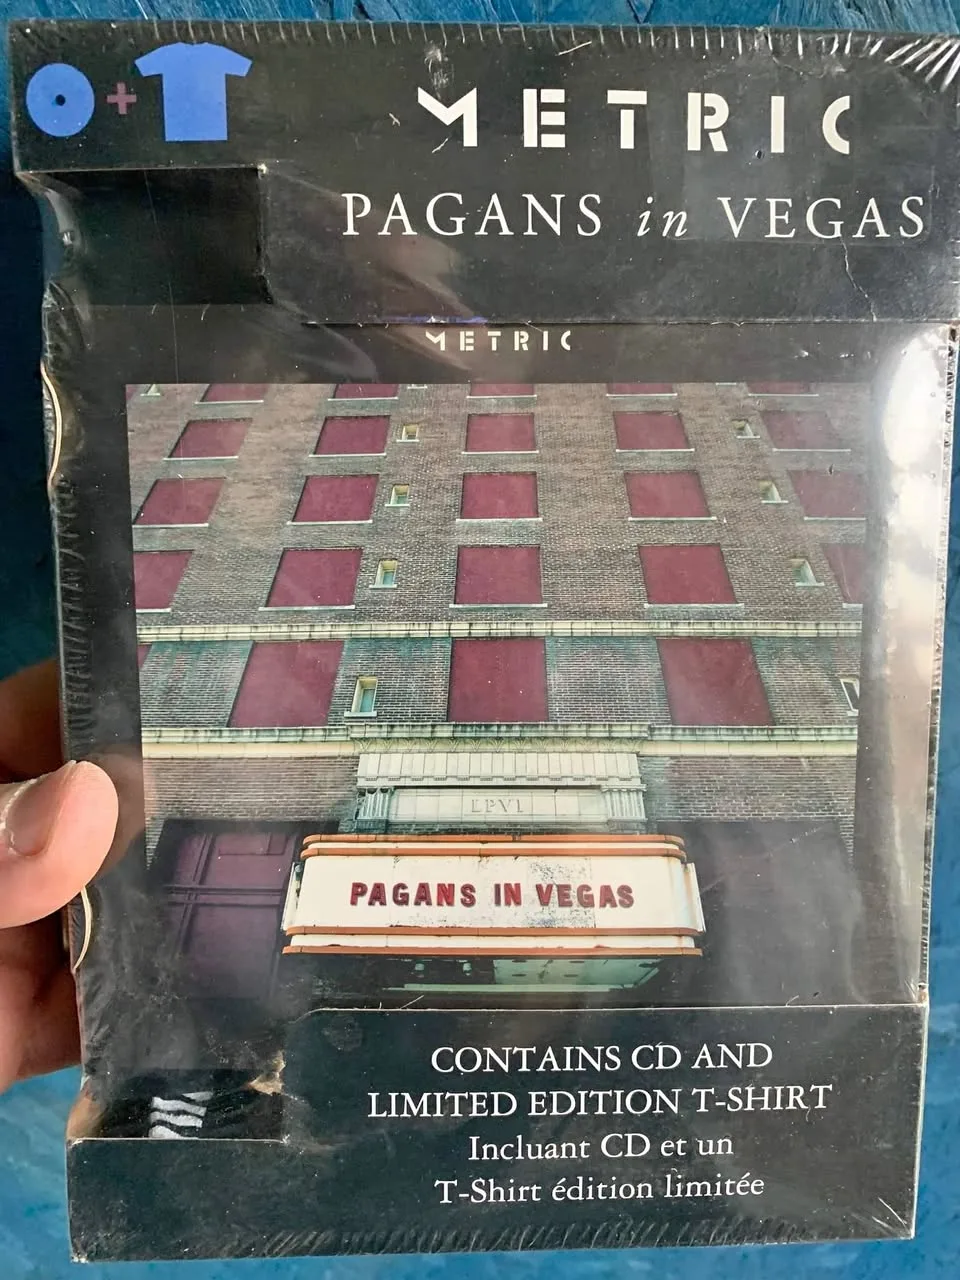 METRIC
PAGANS in VEGAS
METRIC
LPV1
PAGANS IN VEGAS
CONTAINS CD AND
LIMITED EDITION T-SHIRT
Incluant CD et un
T-Shirt édition limitée